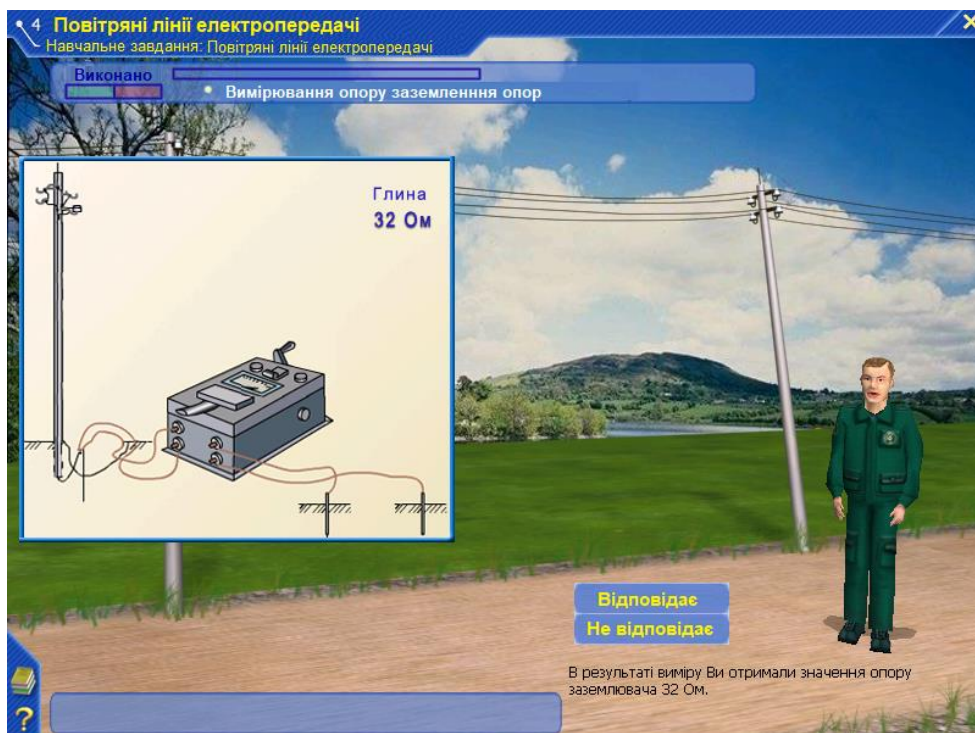 4 Повітряні лінії електропередачі
Навчальне завдання: Повітряні лінії електропередачі
Виконано
Вимірювання опору заземленння опор
Глина
32 Ом
Відповідає
Не відповідає
В результаті виміру Ви отримали значення опору
заземлювача 32 Ом.
?